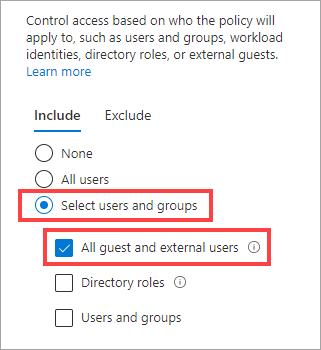 Control access based on who the policy will
apply to, such as users and groups, workload
identities, directory roles, or external guests.
Learn more
Include Exclude
None
All users
Select users and groups
All guest and external users
Directory roles
Users and groups